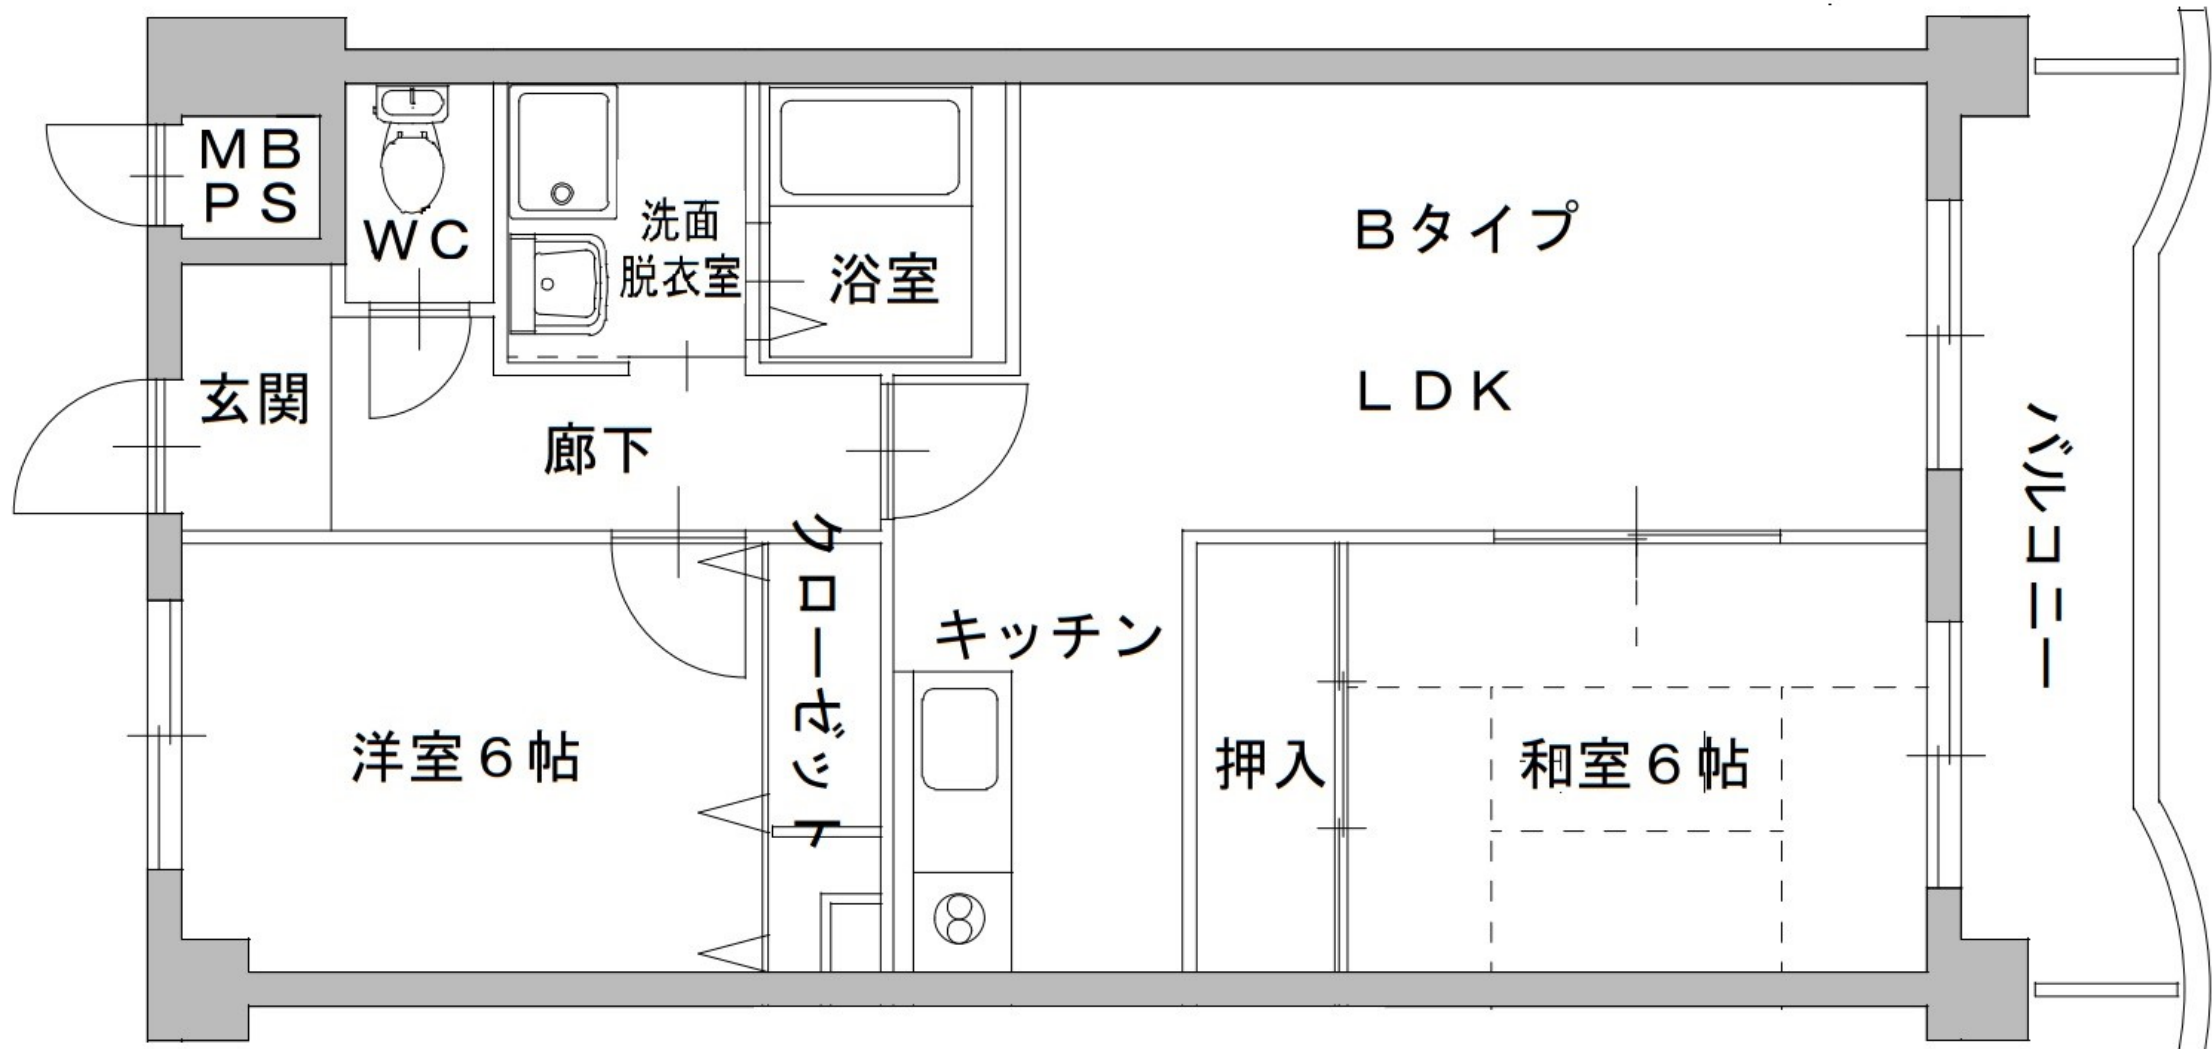 ＭＢ
ＰＳ
ＷＣ
洗面
脱衣室
浴室
Ｂタイプ
ＬＤＫ
玄関
廊下
バルコニー
クローゼット
キッチン
洋室６帖
押入
和室６帖